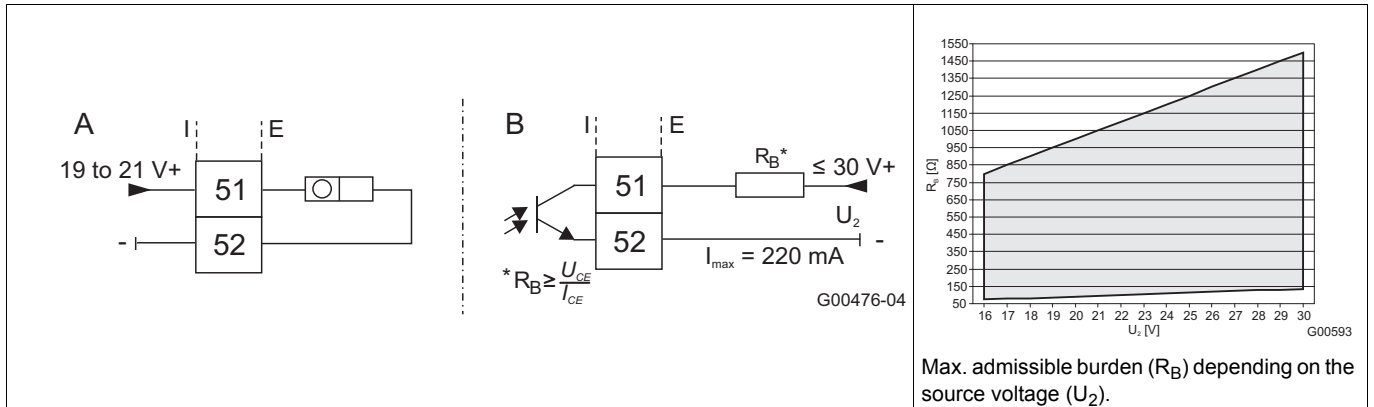 A
I E
19 to 21 V+
51
-
52
B
I E
R_B* ≤ 30 V+
51
U₂
52
-
I_max = 220 mA
*R_B ≥ U_CE
I_CE
G00476-04
1550
1450
1350
1250
1150
1050
950
850
750
650
550
450
350
250
150
50
R_B [Ω]
16 17 18 19 20 21 22 23 24 25 26 27 28 29 30
U₂ [V]
G00593
Max. admissible burden (R_B) depending on the
source voltage (U₂).